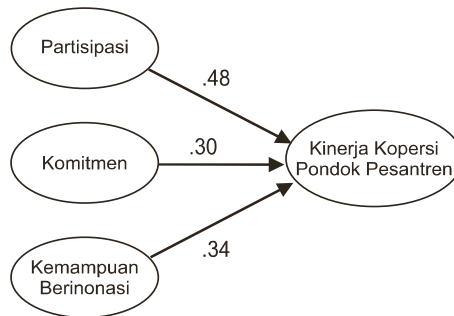 Partisipasi
.48
Komitmen
.30
Kinerja Kopersi
Pondok Pesantren
.34
Kemampuan
Berinonasi